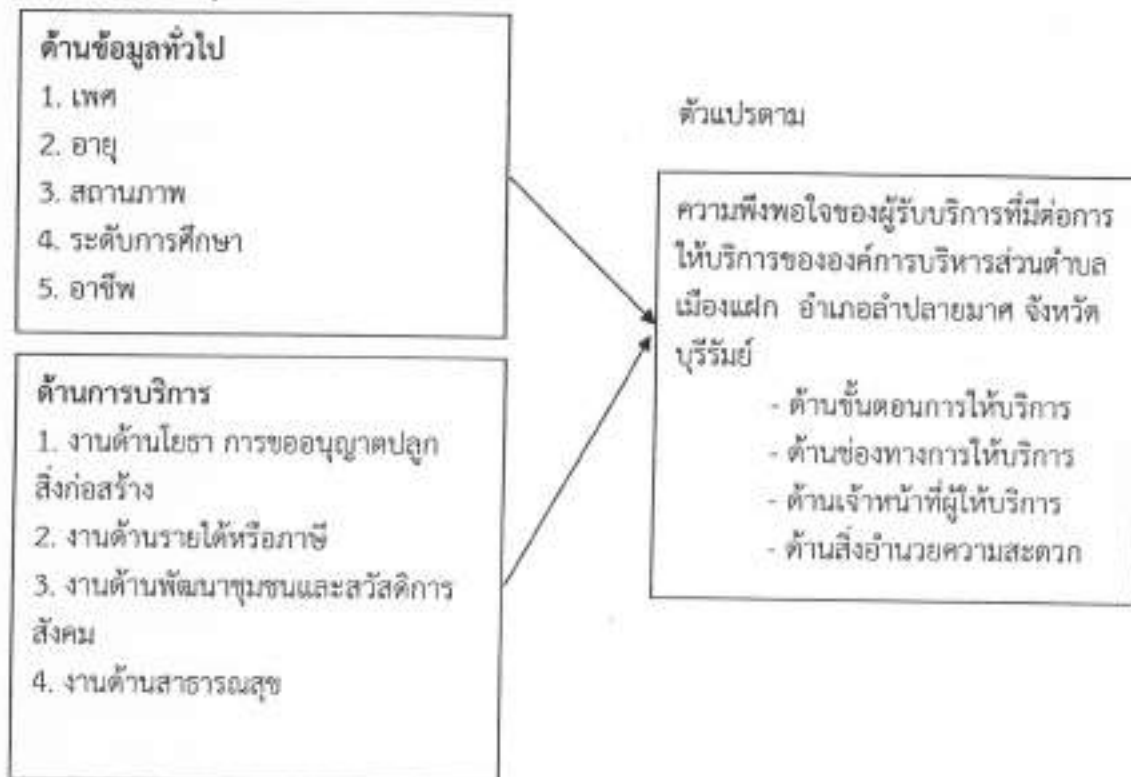 ด้านข้อมูลทั่วไป
1. เพศ
2. อายุ
3. สถานภาพ
4. ระดับการศึกษา
5. อาชีพ
ด้านการบริการ
1. งานด้านโยธา การขออนุญาตปลูก
สิ่งก่อสร้าง
2. งานด้านรายได้หรือภาษี
3. งานด้านพัฒนาชุมชนและสวัสดิการ
สังคม
4. งานด้านสาธารณสุข
ตัวแปรตาม
ความพึงพอใจของผู้รับบริการที่มีต่อการ
ให้บริการขององค์การบริหารส่วนตำบล
เมืองแฝก อำเภอลำปลายมาศ จังหวัด
บุรีรัมย์
- ด้านขั้นตอนการให้บริการ
- ด้านช่องทางการให้บริการ
- ด้านเจ้าหน้าที่ผู้ให้บริการ
- ด้านสิ่งอำนวยความสะดวก